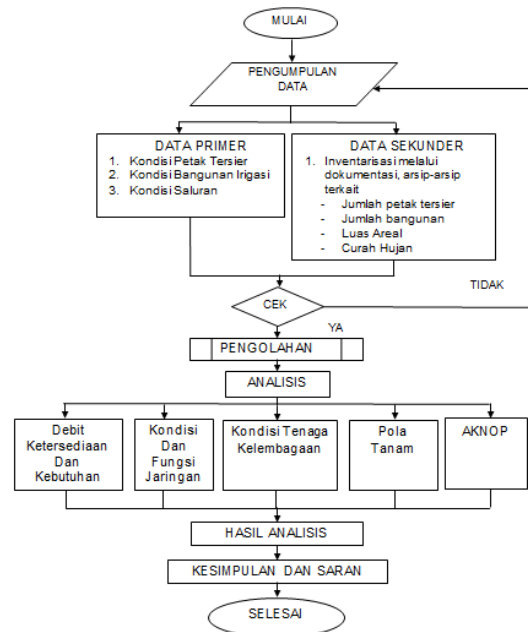 MULAI
PENGUMPULAN
DATA
DATA PRIMER
1. Kondisi Petak Tersier
2. Kondisi Bangunan Irigasi
3. Kondisi Saluran
DATA SEKUNDER
1. Inventarisasi melalui
dokumentasi, arsip-arsip
terkait
- Jumlah petak tersier
- Jumlah bangunan
- Luas Areal
- Curah Hujan
CEK
TIDAK
YA
PENGOLAHAN
ANALISIS
Debit
Ketersediaan
Dan
Kebutuhan
Kondisi
Dan
Fungsi
Jaringan
Kondisi Tenaga
Kelembagaan
Pola
Tanam
AKNOP
HASIL ANALISIS
KESIMPULAN DAN SARAN
SELESAI